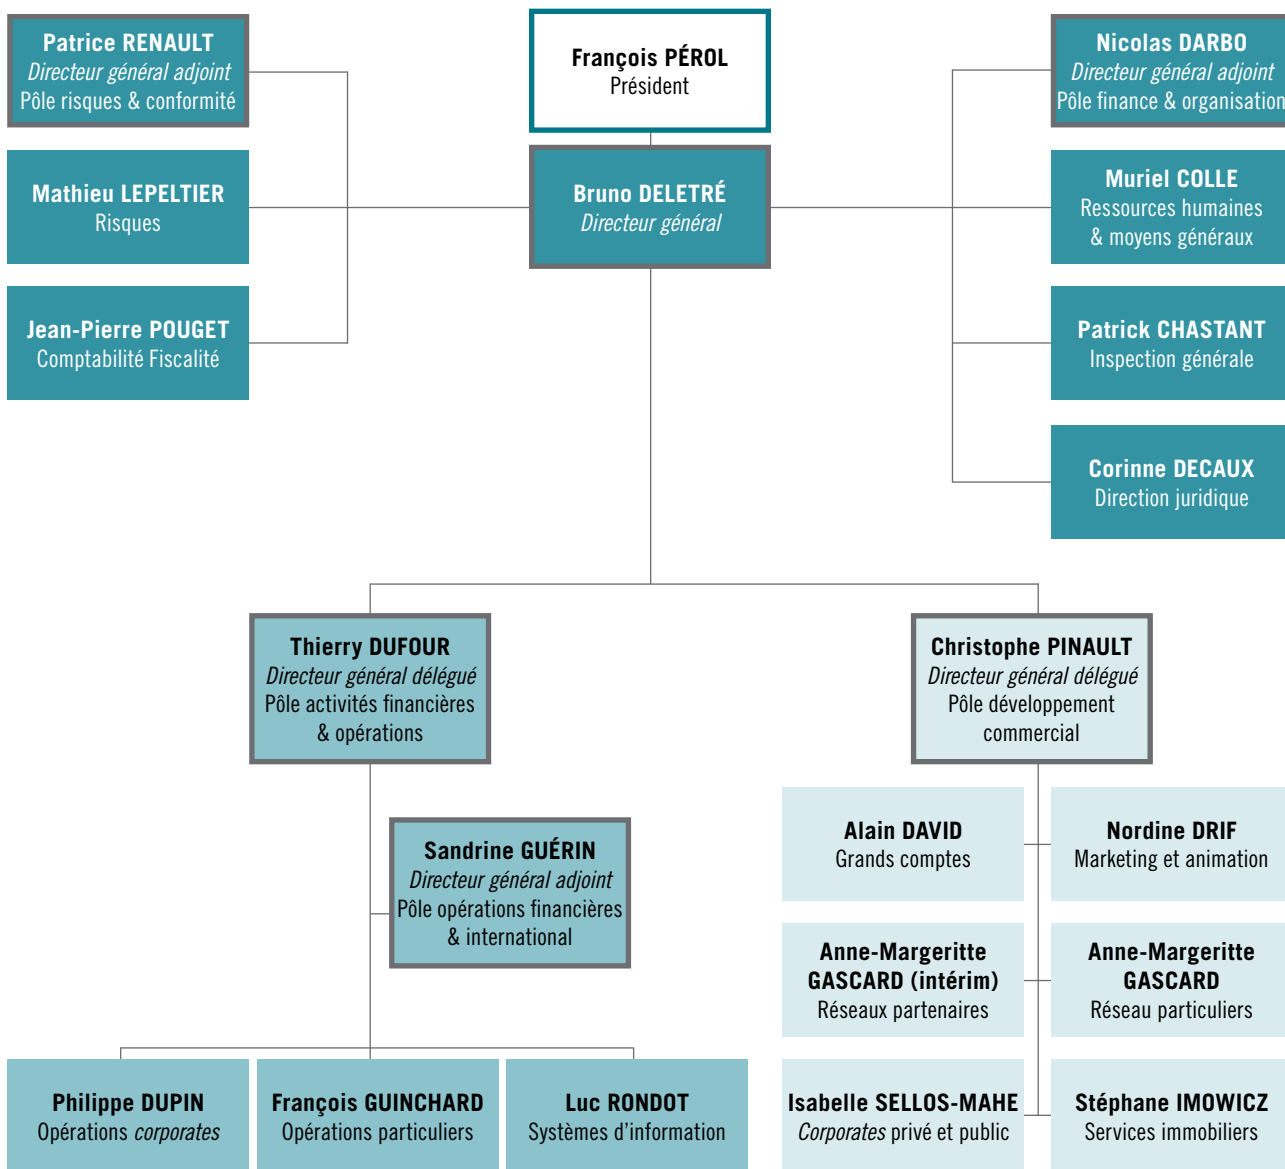 Patrice RENAULT
Directeur général adjoint
Pôle risques & conformité
François PÉROL
Président
Nicolas DARBO
Directeur général adjoint
Pôle finance & organisation
Mathieu LEPELTIER
Risques
Bruno DELETRÉ
Directeur général
Muriel COLLE
Ressources humaines
& moyens généraux
Jean-Pierre POUGET
Comptabilité Fiscalité
Patrick CHASTANT
Inspection générale
Corinne DECAUX
Direction juridique
Thierry DUFOUR
Directeur général délégué
Pôle activités financières
& opérations
Christophe PINAULT
Directeur général délégué
Pôle développement
commercial
Sandrine GUÉRIN
Directeur général adjoint
Pôle opérations financières
& international
Alain DAVID
Grands comptes
Nordine DRIF
Marketing et animation
Anne-Margeritte
GASCARD (intérim)
Réseaux partenaires
Anne-Margeritte
GASCARD
Réseau particuliers
Philippe DUPIN
Opérations corporates
François GUINCHARD
Opérations particuliers
Luc RONDOT
Systèmes d'information
Isabelle SELLOS-MAHE
Corporates privé et public
Stéphane IMOWICZ
Services immobiliers